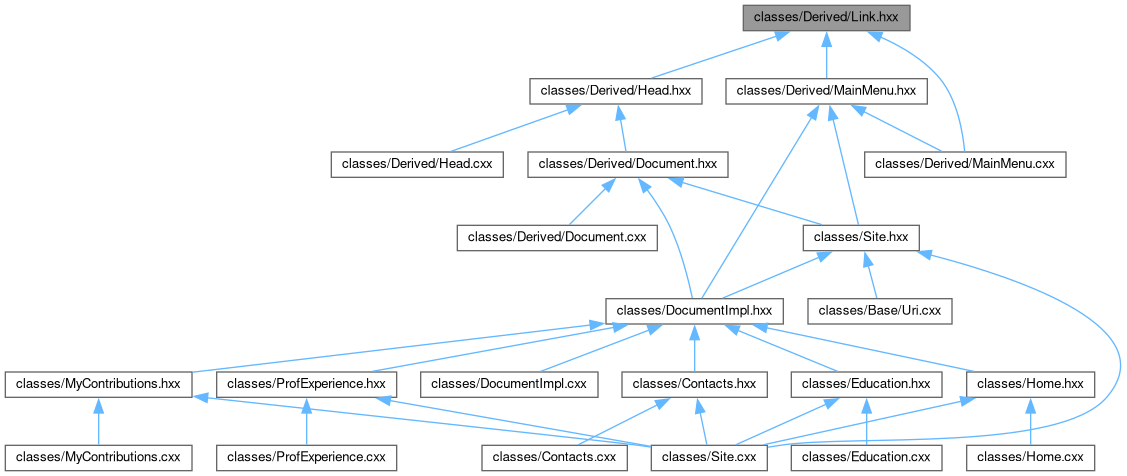 classes/Derived/Link.hxx
classes/Derived/Head.hxx
classes/Derived/MainMenu.hxx
classes/Derived/Head.cxx
classes/Derived/Document.hxx
classes/Derived/MainMenu.cxx
classes/Derived/Document.cxx
classes/Site.hxx
classes/DocumentImpl.hxx
classes/Base/Uri.cxx
classes/MyContributions.hxx
classes/ProfExperience.hxx
classes/DocumentImpl.cxx
classes/Contacts.hxx
classes/Education.hxx
classes/Home.hxx
classes/MyContributions.cxx
classes/ProfExperience.cxx
classes/Contacts.cxx
classes/Site.cxx
classes/Education.cxx
classes/Home.cxx